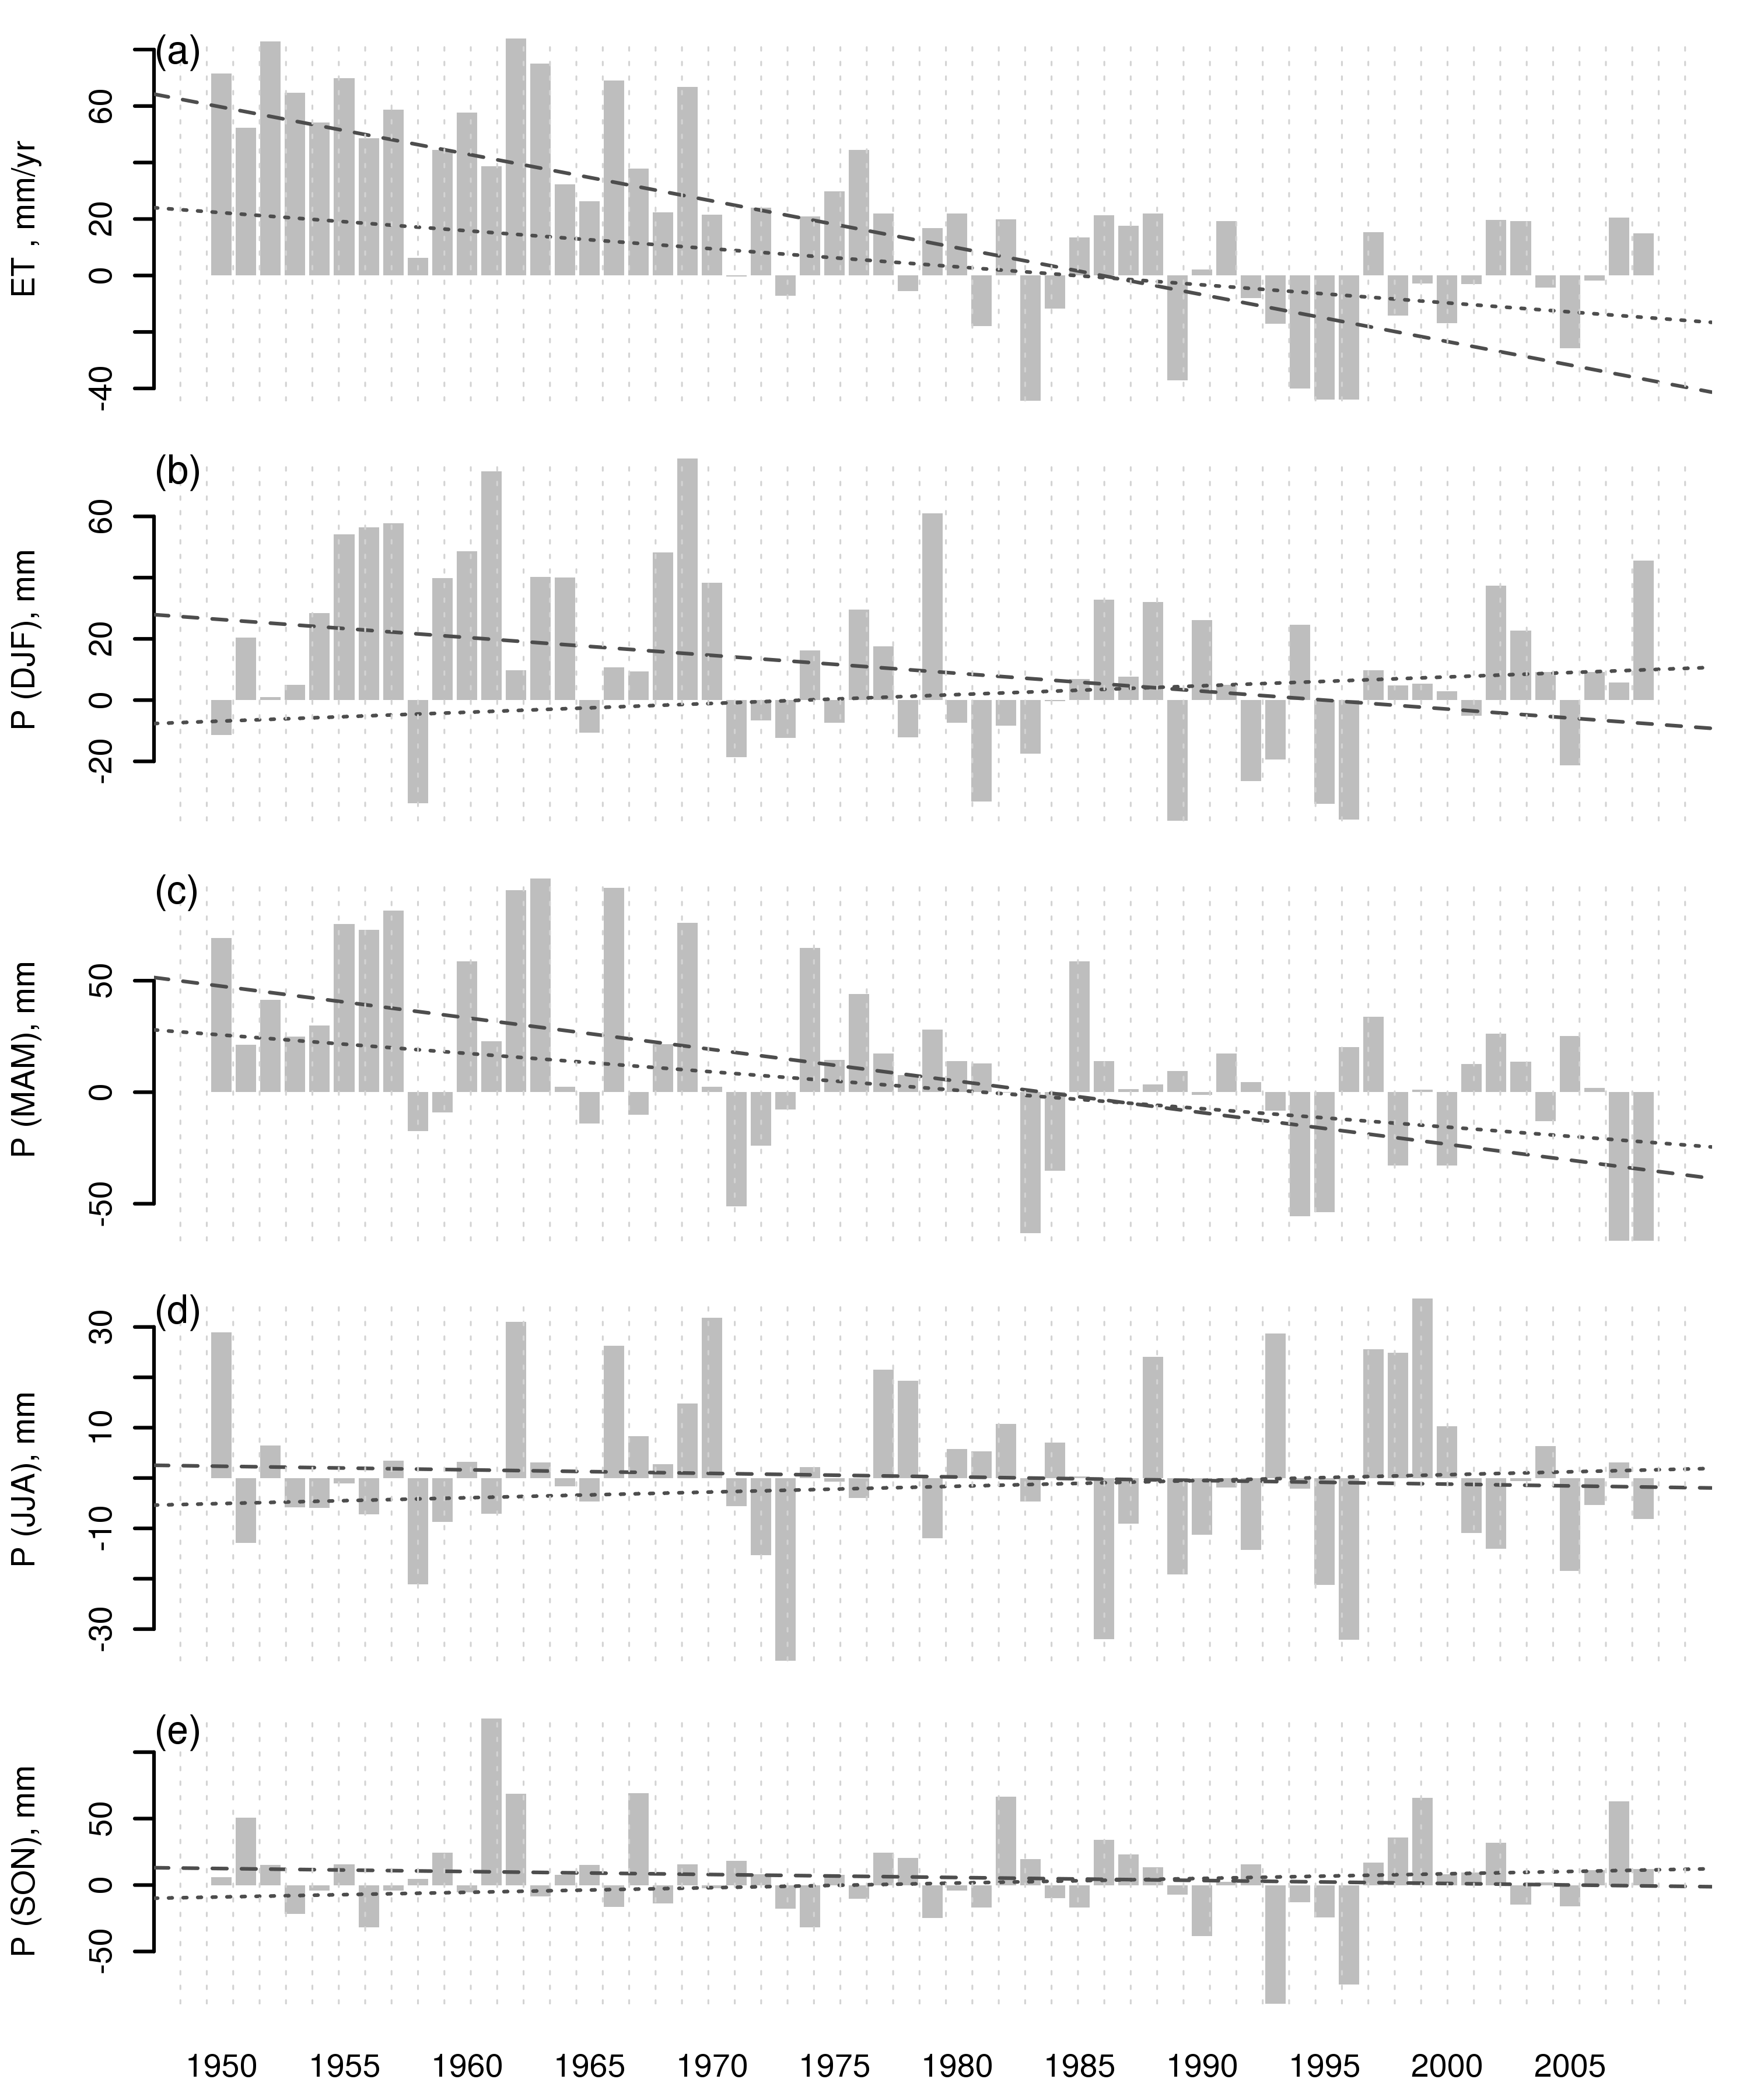 (a)
ET , mm/yr
60
20
0
-40
(b)
P (DJF), mm
60
20
0
-20
(c)
P (MAM), mm
50
0
-50
(d)
P (JJA), mm
30
10
-10
-30
(e)
P (SON), mm
50
0
-50
1950 1955 1960 1965 1970 1975 1980 1985 1990 1995 2000 2005